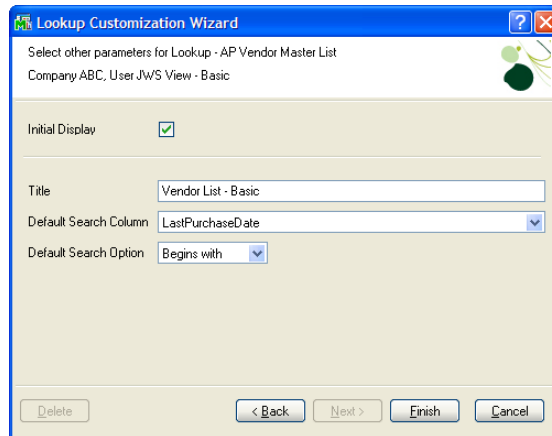 Lookup Customization Wizard
Select other parameters for Lookup - AP Vendor Master List
Company ABC, User JWS View - Basic
Initial Display
Title Vendor List - Basic
Default Search Column LastPurchaseDate
Default Search Option Begins with
Delete < Back Next > Finish Cancel